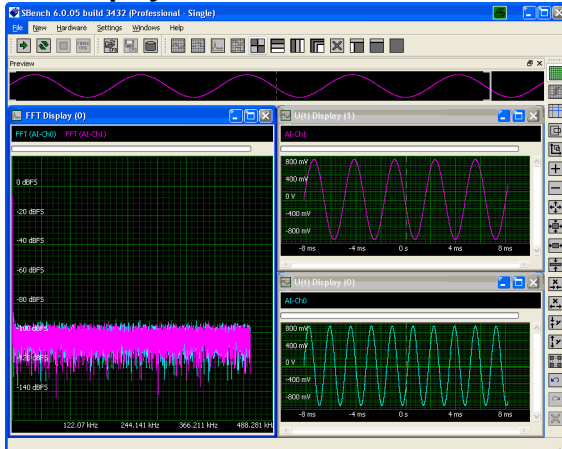 SBench 6.0.05 build 3432 (Professional - Single)
File New Hardware Settings Windows Help
Preview
FFT Display (0)
FFT (AI-Ch0) FFT (AI-Ch1)
0 dBFS
-20 dBFS
-40 dBFS
-60 dBFS
-80 dBFS
-100 dBFS
-120 dBFS
-140 dBFS
122.07 kHz 244.141 kHz 366.211 kHz 488.281 kHz
U(t) Display (1)
AI-Ch1
800 mV
400 mV
0 V
-400 mV
-800 mV
-8 ms -4 ms 0 s 4 ms 8 ms
U(t) Display (0)
AI-Ch0
800 mV
400 mV
0 V
-400 mV
-800 mV
-8 ms -4 ms 0 s 4 ms 8 ms